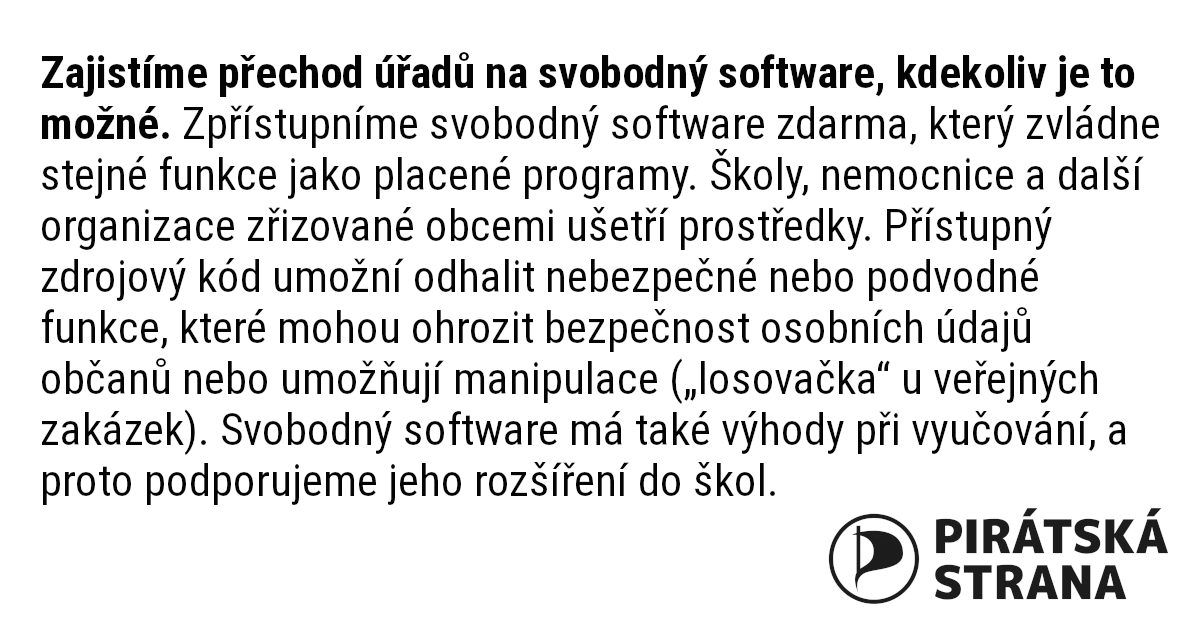 Zajistíme přechod úřadů na svobodný software, kdekoliv je to
možné. Zpřístupníme svobodný software zdarma, který zvládne
stejné funkce jako placené programy. Školy, nemocnice a další
organizace zřizované obcemi ušetří prostředky. Přístupný
zdrojový kód umožní odhalit nebezpečné nebo podvodné
funkce, které mohou ohrozit bezpečnost osobních údajů
občanů nebo umožňují manipulace („losovačka“ u veřejných
zakázek). Svobodný software má také výhody při vyučování, a
proto podporujeme jeho rozšíření do škol.
PIRÁTSKÁ
STRANA